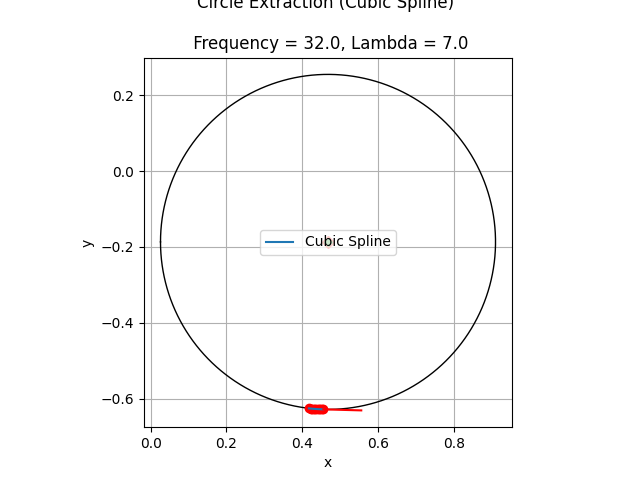 Circle Extraction (Cubic Spline)
Frequency = 32.0, Lambda = 7.0
0.2
0.0
−0.2
−0.4
−0.6
y
Cubic Spline
0.0 0.2 0.4 0.6 0.8
x